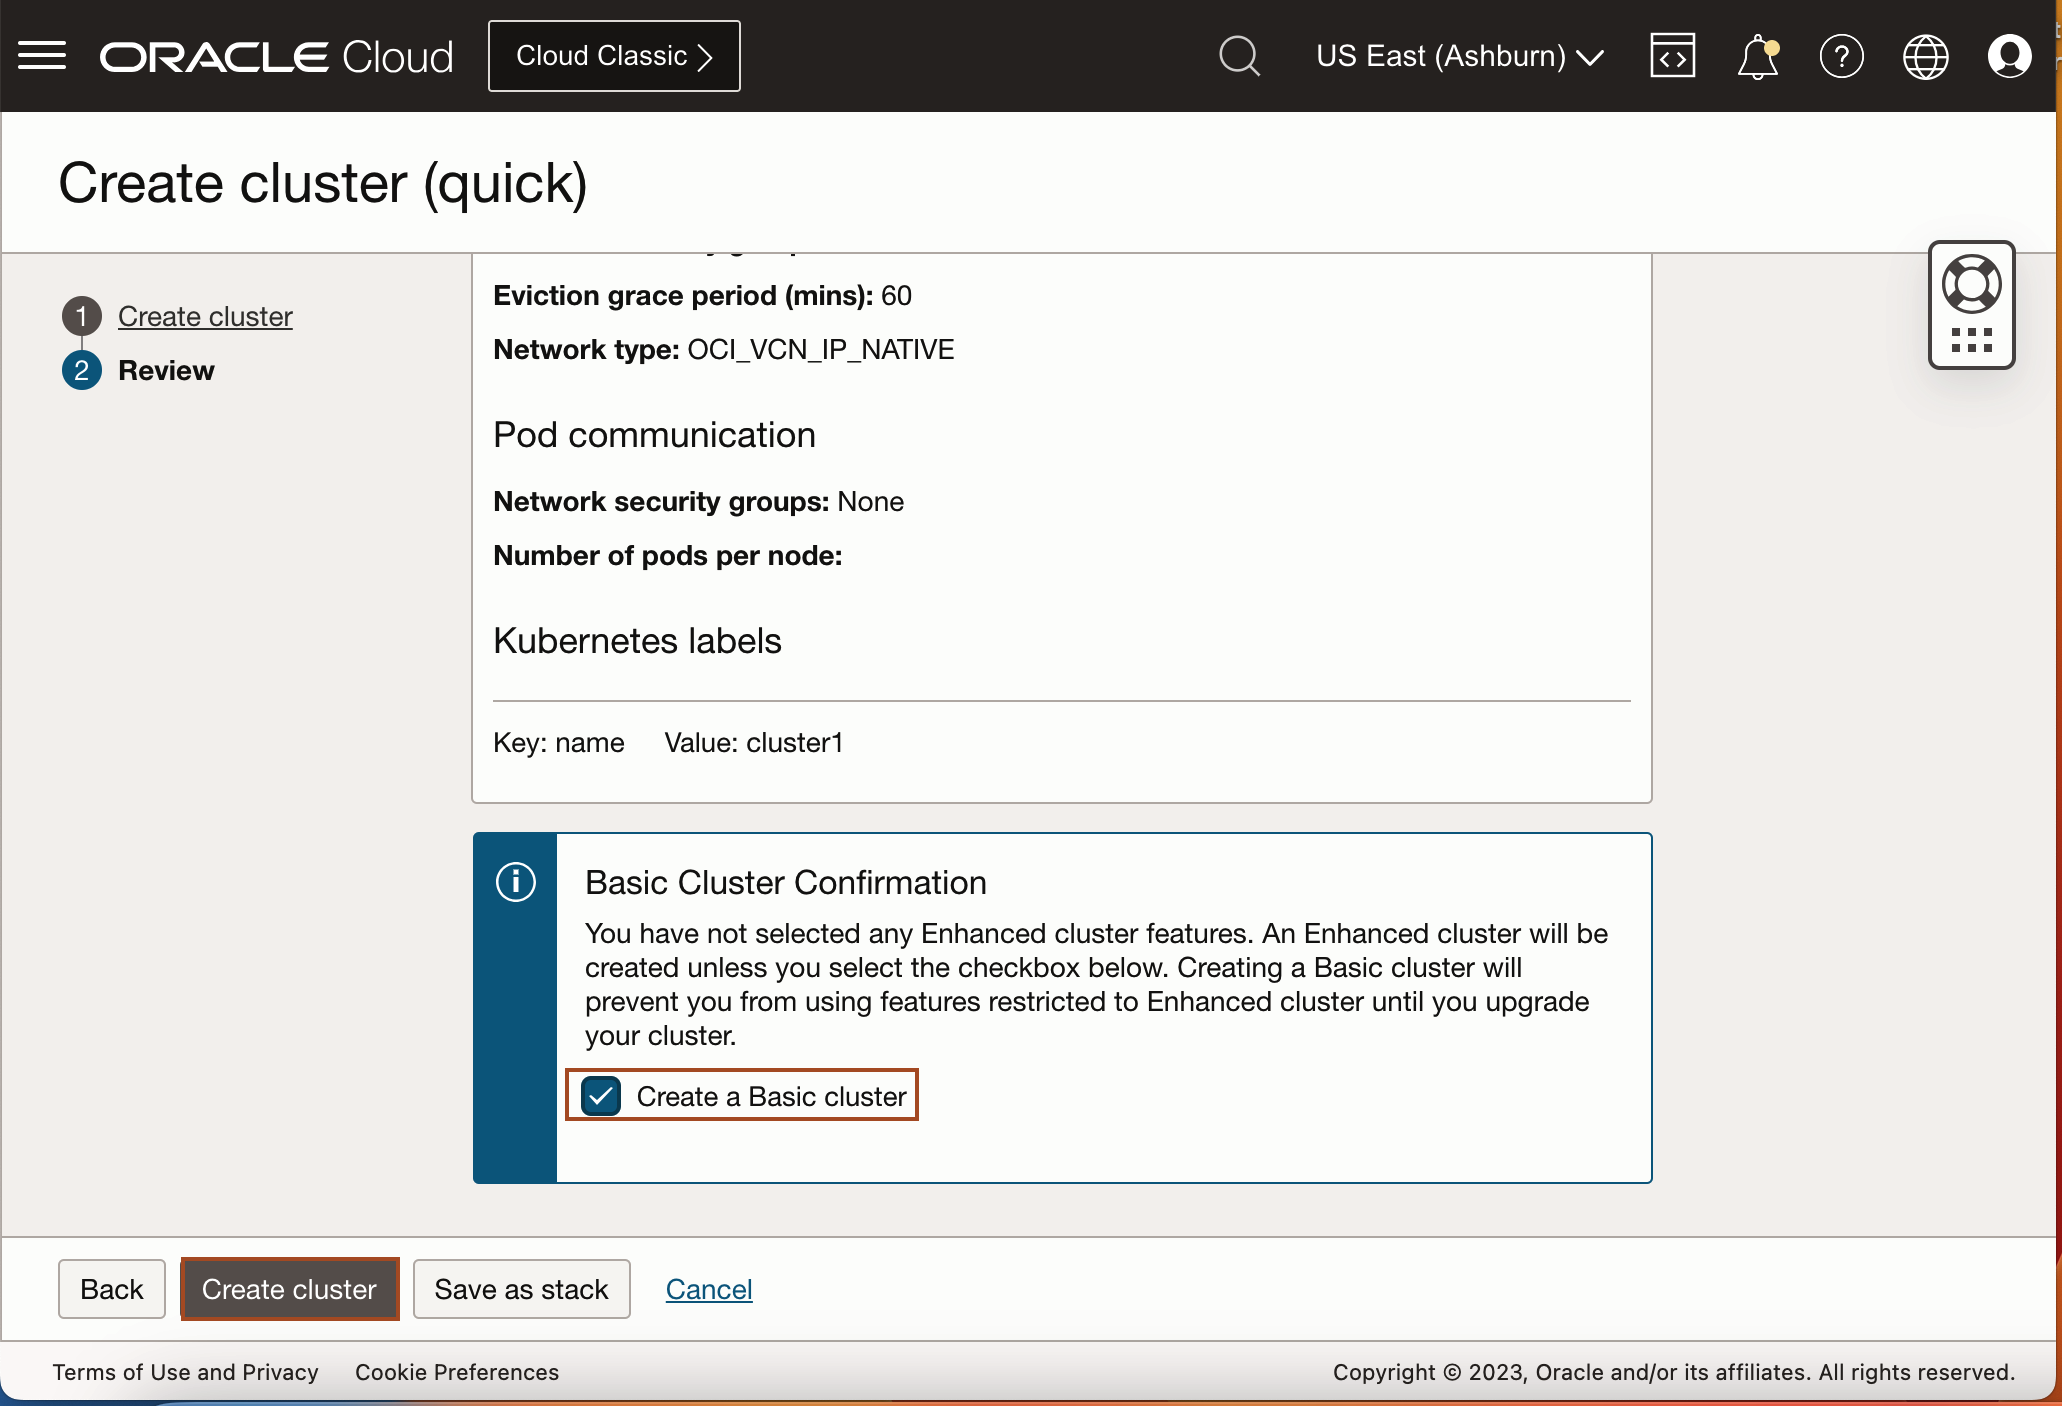 ORACLE Cloud
Cloud Classic
US East (Ashburn)
Create cluster (quick)
1 Create cluster
2 Review
Eviction grace period (mins): 60
Network type: OCI_VCN_IP_NATIVE
Pod communication
Network security groups: None
Number of pods per node:
Kubernetes labels
Key: name Value: cluster1
Basic Cluster Confirmation
You have not selected any Enhanced cluster features. An Enhanced cluster will be
created unless you select the checkbox below. Creating a Basic cluster will
prevent you from using features restricted to Enhanced cluster until you upgrade
your cluster.
Create a Basic cluster
Back
Create cluster
Save as stack
Cancel
Terms of Use and Privacy Cookie Preferences
Copyright © 2023, Oracle and/or its affiliates. All rights reserved.